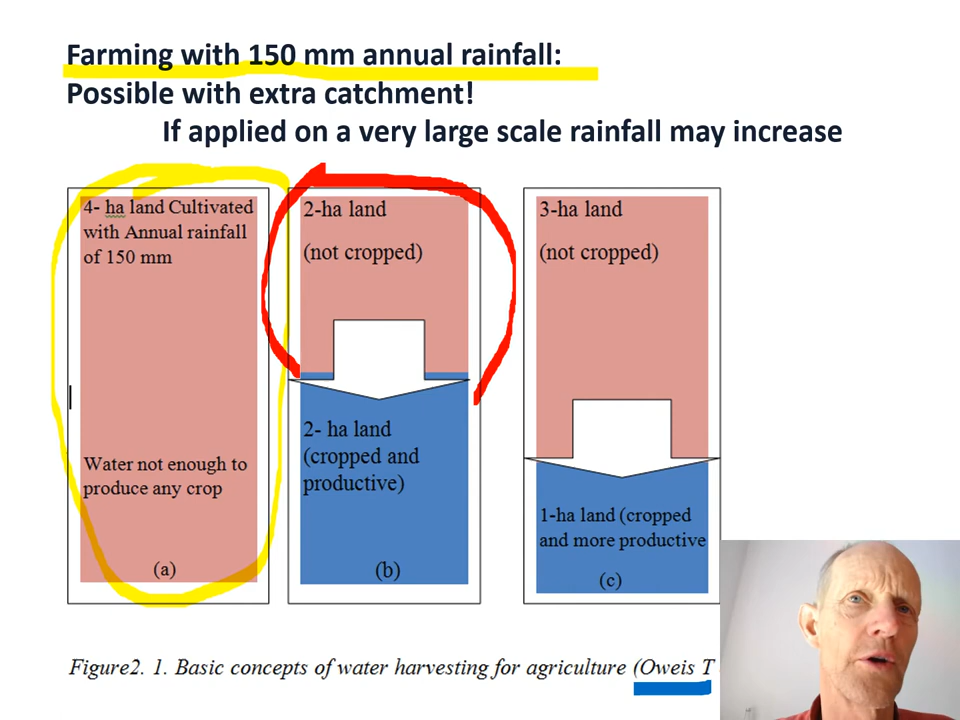 Farming with 150 mm annual rainfall:
Possible with extra catchment!
If applied on a very large scale rainfall may increase
4- ha land Cultivated
with Annual rainfall
of 150 mm
Water not enough to
produce any crop
(a)
2-ha land
(not cropped)
2- ha land
(cropped and
productive)
(b)
3-ha land
(not cropped)
1-ha land (cropped
and more productive
(c)
Figure2. 1. Basic concepts of water harvesting for agriculture (Oweis T